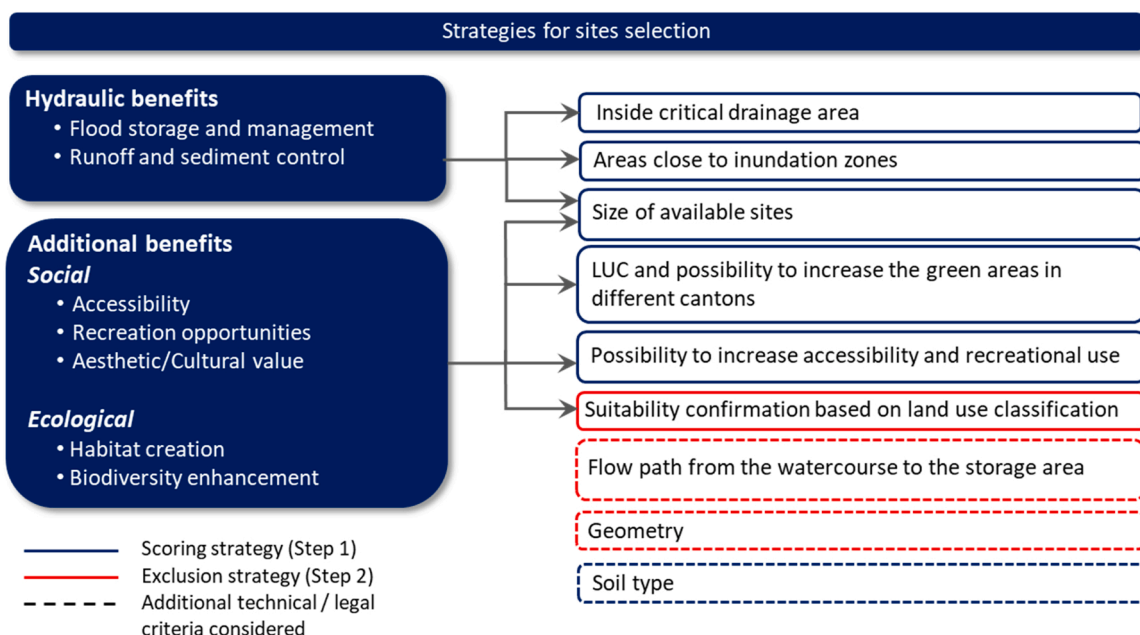 Strategies for sites selection
Hydraulic benefits
• Flood storage and management
• Runoff and sediment control
Additional benefits
Social
• Accessibility
• Recreation opportunities
• Aesthetic/Cultural value
Ecological
• Habitat creation
• Biodiversity enhancement
Inside critical drainage area
Areas close to inundation zones
Size of available sites
LUC and possibility to increase the green areas in
different cantons
Possibility to increase accessibility and recreational use
Suitability confirmation based on land use classification
Flow path from the watercourse to the storage area
Geometry
Soil type
Scoring strategy (Step 1)
Exclusion strategy (Step 2)
Additional technical / legal
criteria considered